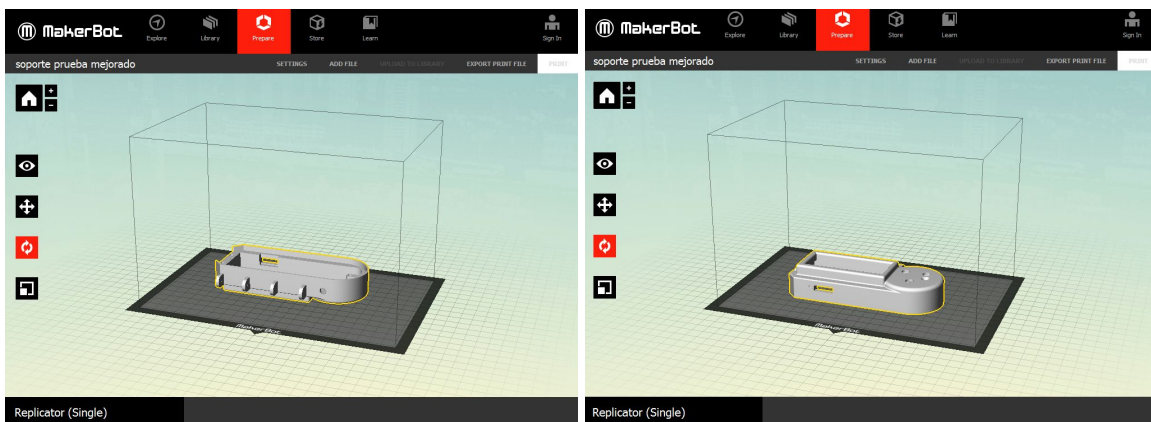 MakerBot
Explore
Library
Prepare
Store
Learn
Sign In
soporte prueba mejorado
SETTINGS
ADD FILE
UPLOAD TO LIBRARY
EXPORT PRINT FILE
PRINT
MakerBot
Replicator (Single)
MakerBot
Explore
Library
Prepare
Store
Learn
Sign In
soporte prueba mejorado
SETTINGS
ADD FILE
UPLOAD TO LIBRARY
EXPORT PRINT FILE
PRINT
MakerBot
Replicator (Single)